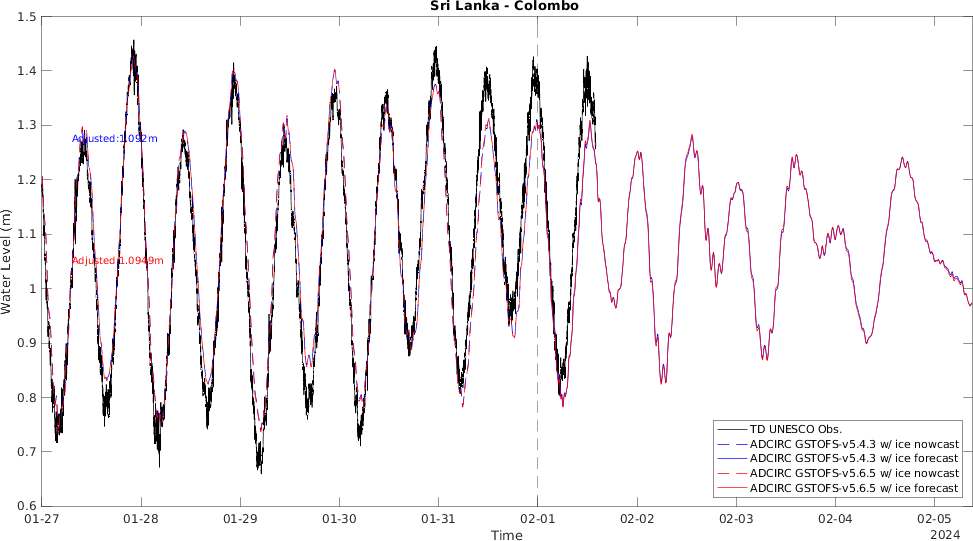 Sri Lanka - Colombo
1.5
1.4
1.3
1.2
1.1
1
0.9
0.8
0.7
0.6
Water Level (m)
Adjusted:1.092m
Adjusted:1.0949m
TD UNESCO Obs.
ADCIRC GSTOFS-v5.4.3 w/ ice nowcast
ADCIRC GSTOFS-v5.4.3 w/ ice forecast
ADCIRC GSTOFS-v5.6.5 w/ ice nowcast
ADCIRC GSTOFS-v5.6.5 w/ ice forecast
01-27 01-28 01-29 01-30 01-31 02-01 02-02 02-03 02-04 02-05
Time
2024